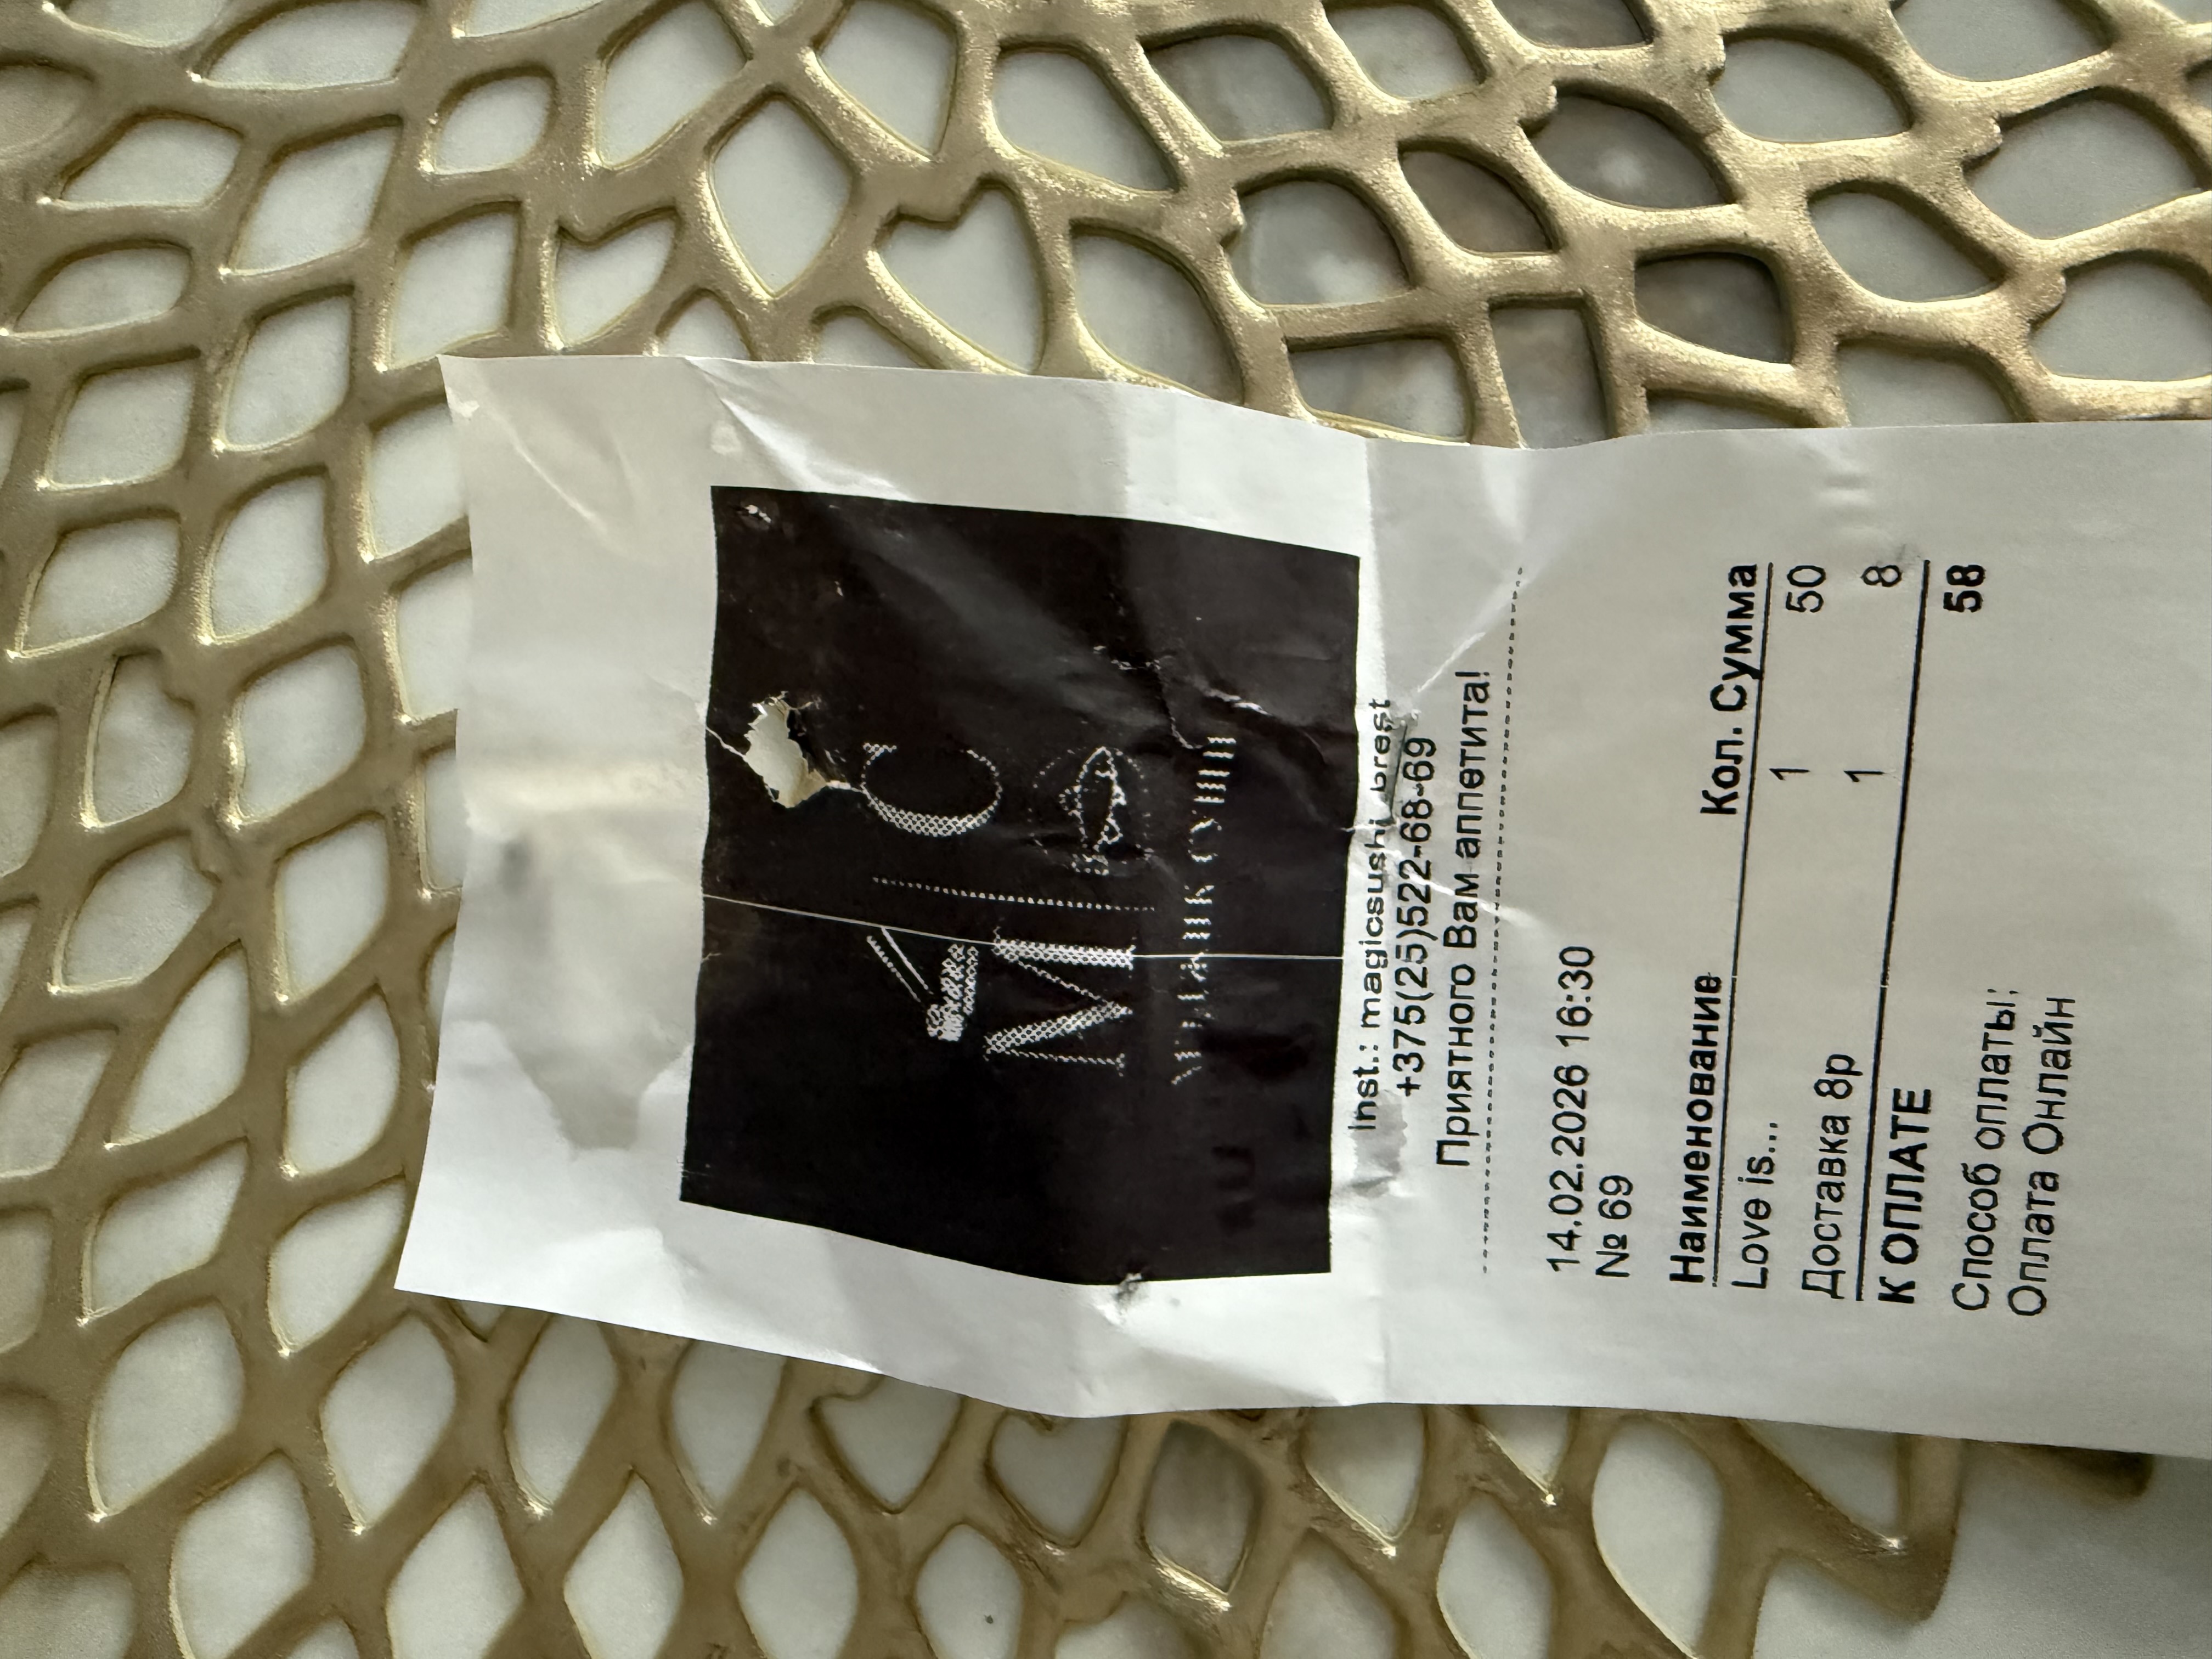 М С
Inst.: magicsushi_brest
+375(25)522-68-69
Приятного Вам аппетита!
14.02.2026 16:30
№ 69
Наименование Кол. Сумма
Love is... 1 50
Доставка 8р 1 8
К ОПЛАТЕ 58
Способ оплаты:
Оплата Онлайн